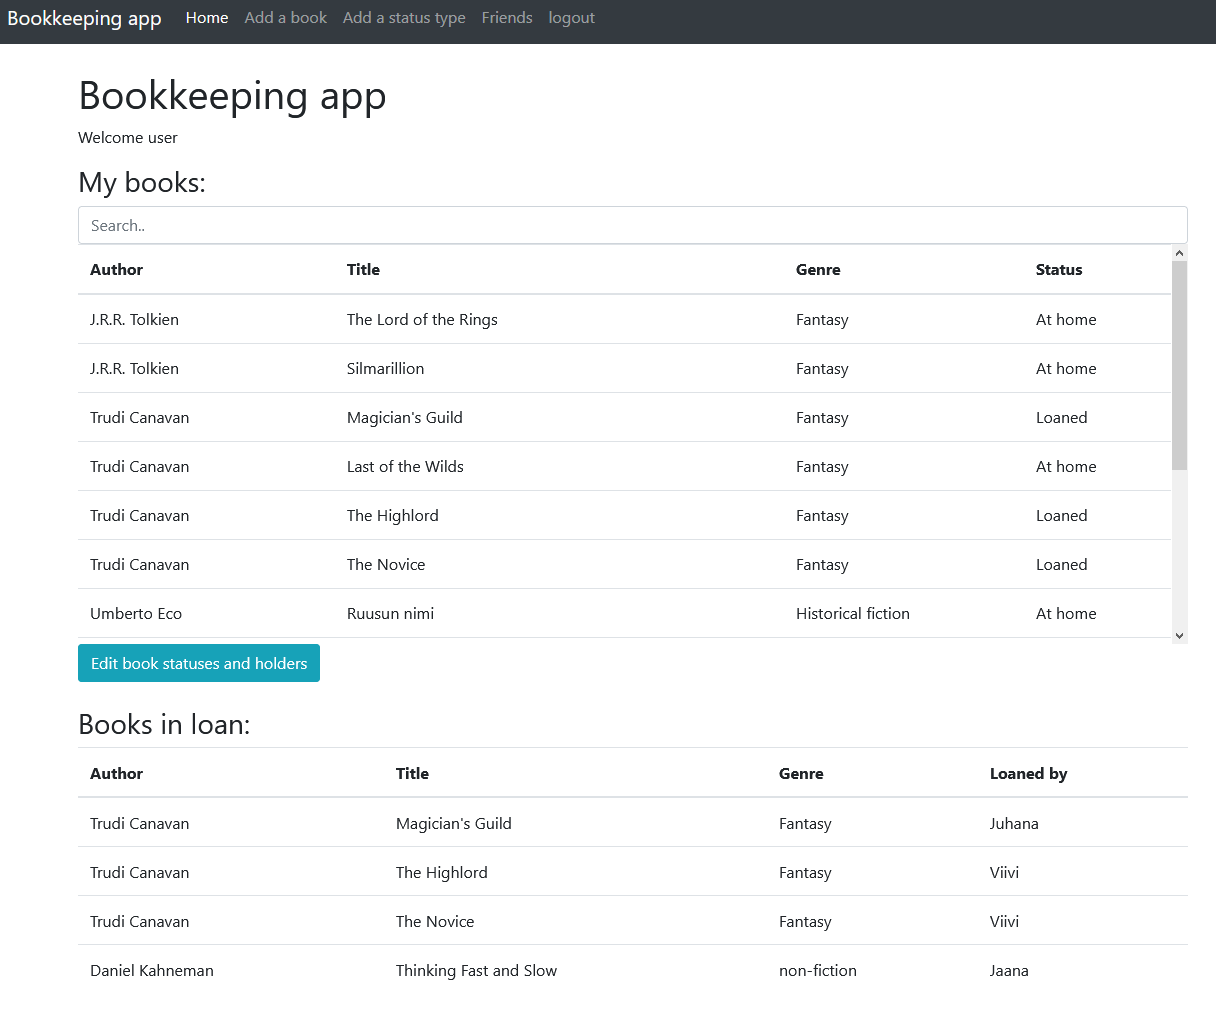 Bookkeeping app Home Add a book Add a status type Friends logout
Bookkeeping app
Welcome user
My books:
Search..
Author Title Genre Status
J.R.R. Tolkien The Lord of the Rings Fantasy At home
J.R.R. Tolkien Silmarillion Fantasy At home
Trudi Canavan Magician's Guild Fantasy Loaned
Trudi Canavan Last of the Wilds Fantasy At home
Trudi Canavan The Highlord Fantasy Loaned
Trudi Canavan The Novice Fantasy Loaned
Umberto Eco Ruusun nimi Historical fiction At home
Edit book statuses and holders
Books in loan:
Author Title Genre Loaned by
Trudi Canavan Magician's Guild Fantasy Juhana
Trudi Canavan The Highlord Fantasy Viivi
Trudi Canavan The Novice Fantasy Viivi
Daniel Kahneman Thinking Fast and Slow non-fiction Jaana